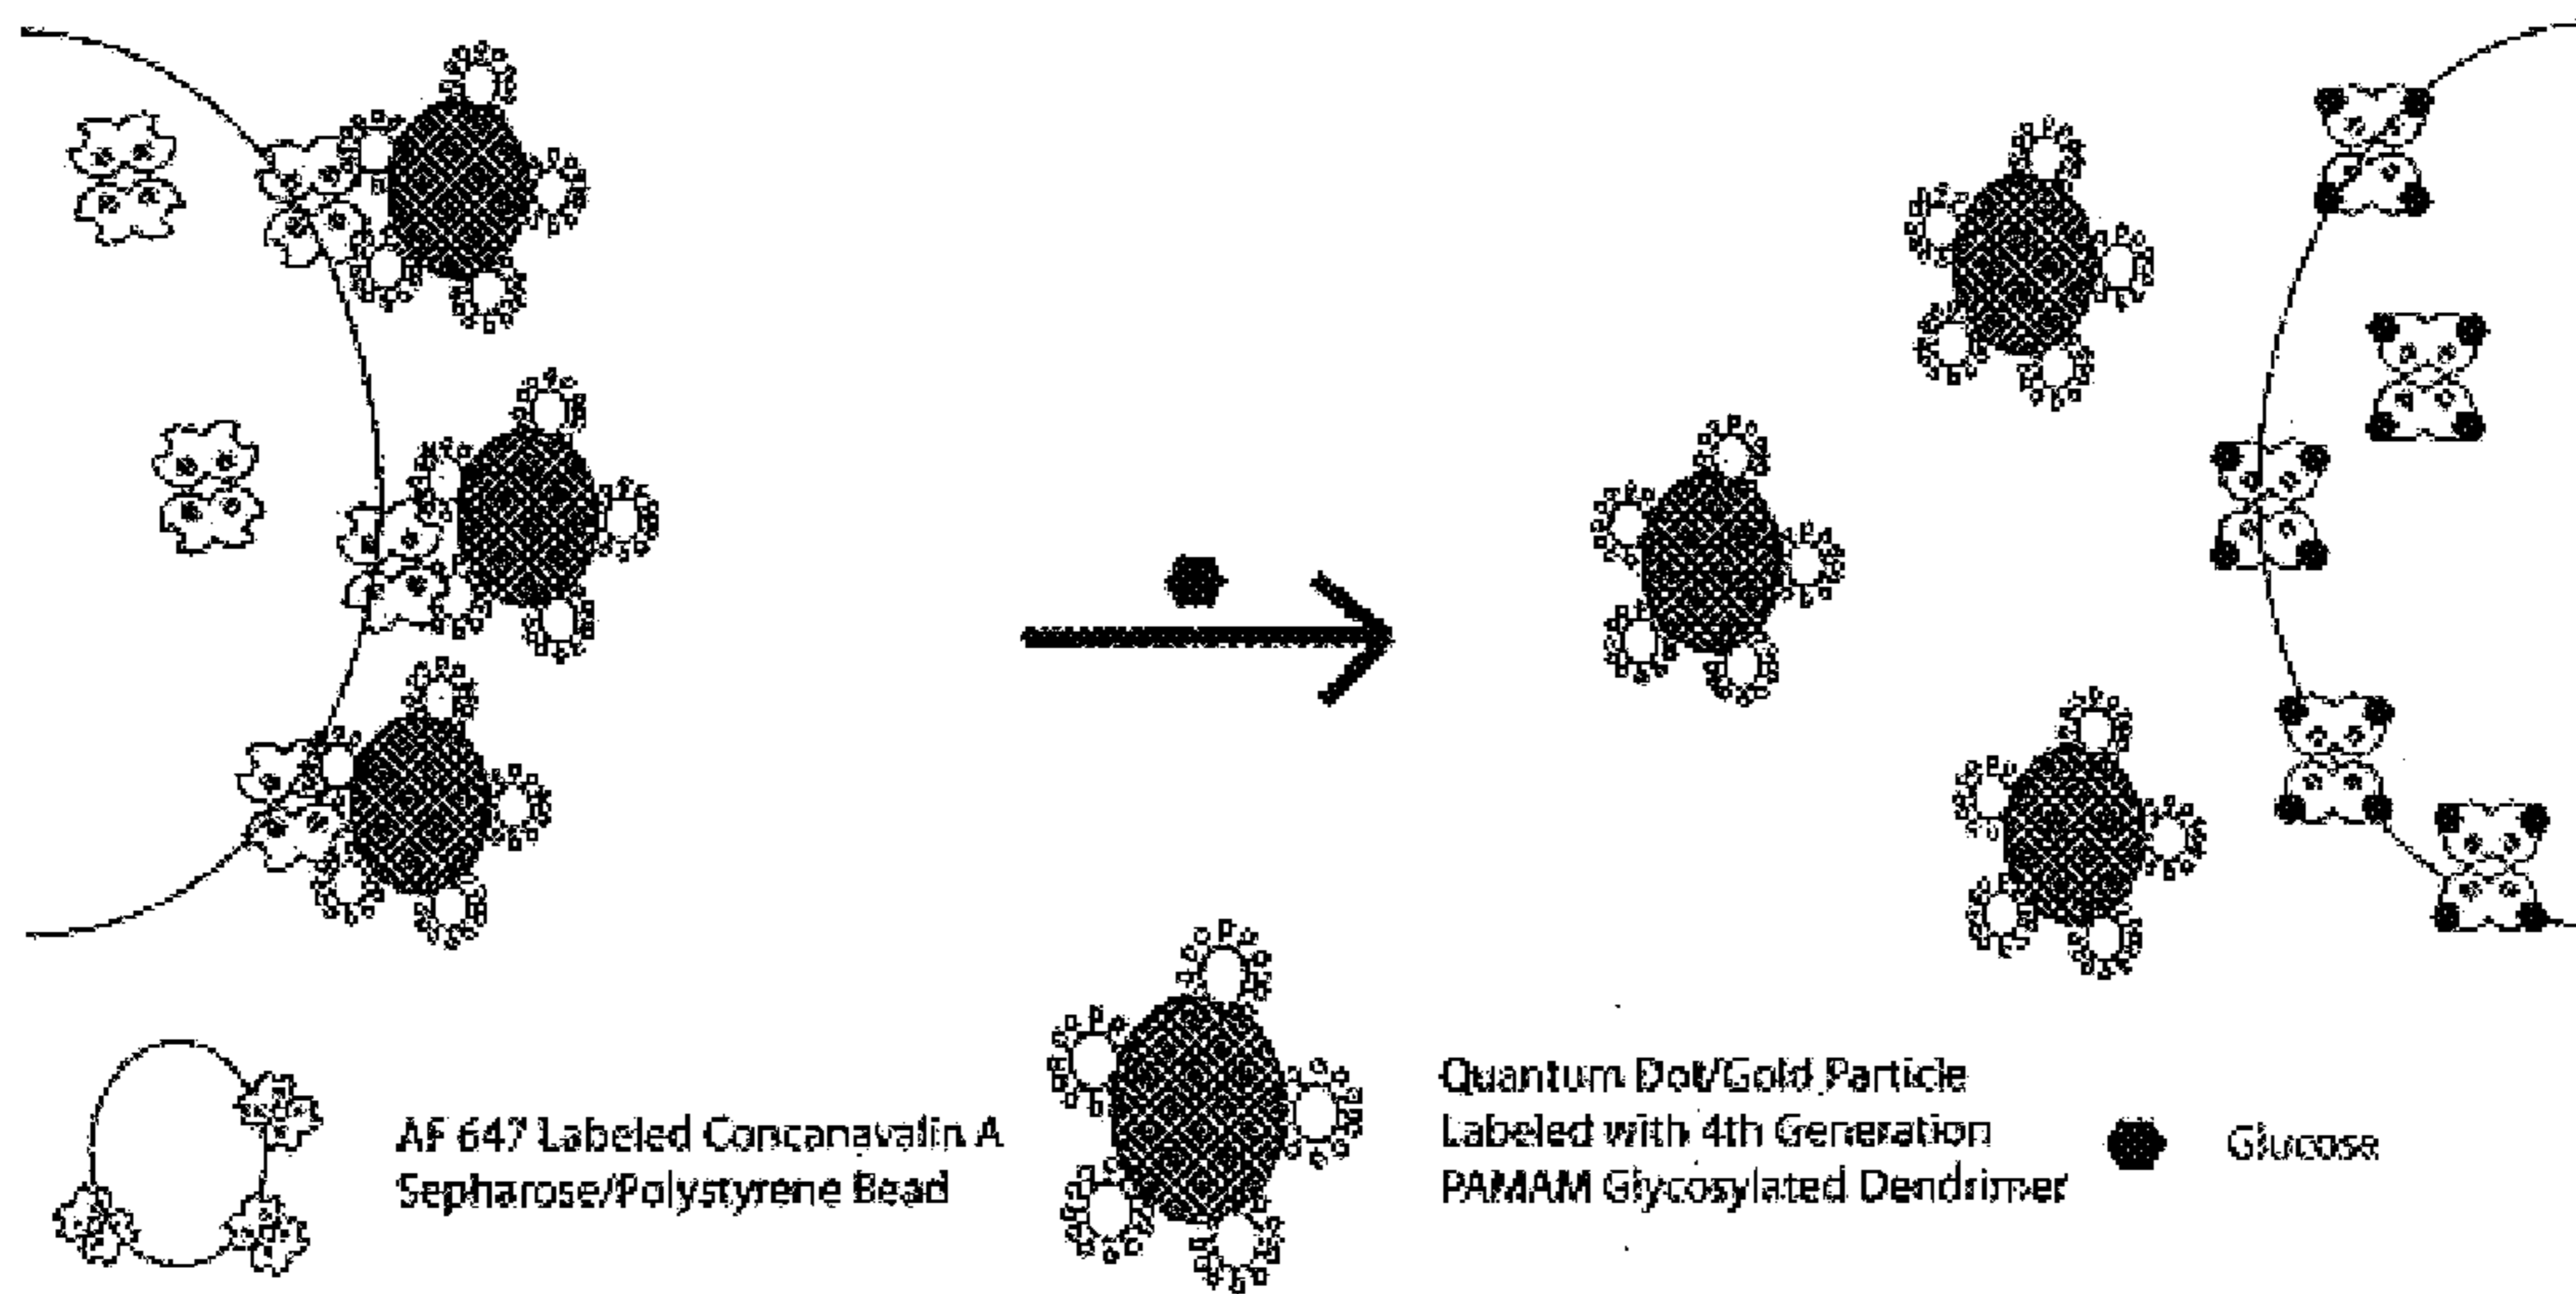 AF 647 Labeled Concanavalin A
Sepharose/Polystyrene Bead
Quantum Dot/Gold Particle
Labeled with 4th Generation
PAMAM Glycosylated Dendrimer
Glucose